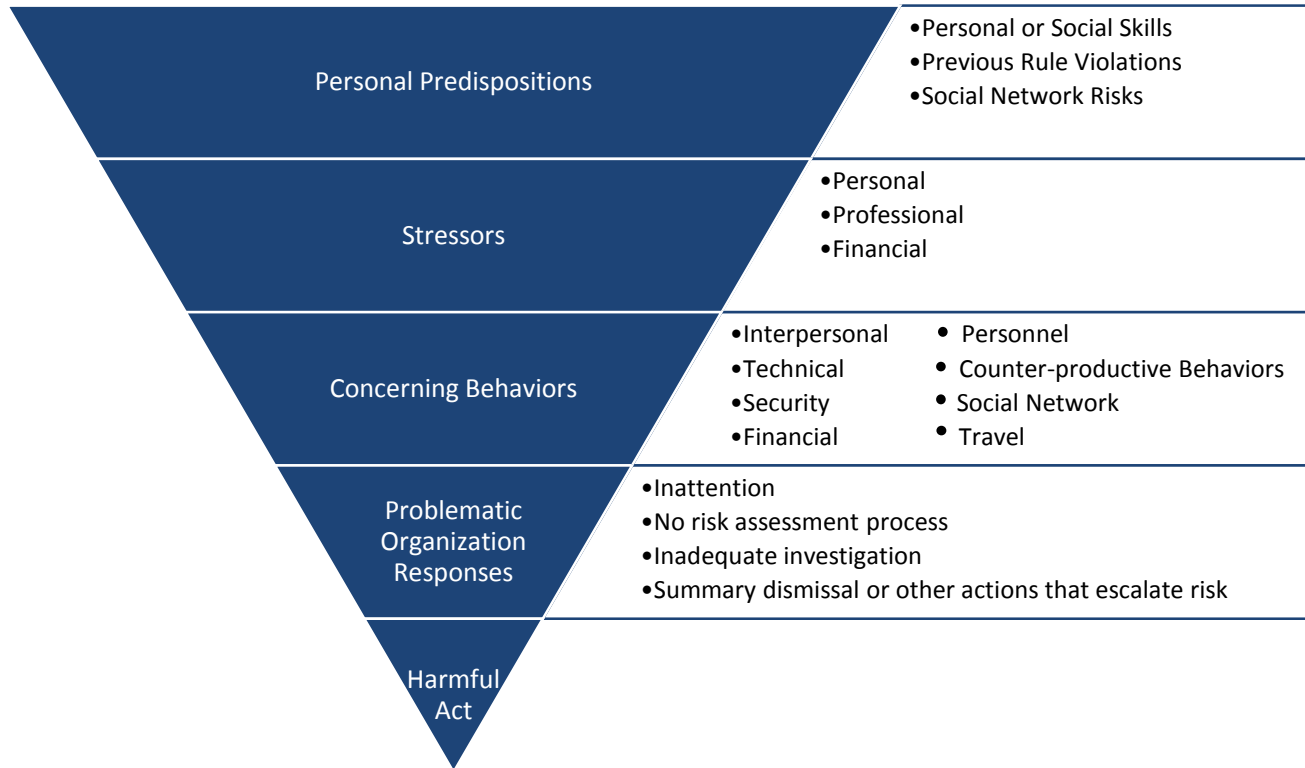 Personal Predispositions
•Personal or Social Skills
•Previous Rule Violations
•Social Network Risks
Stressors
•Personal
•Professional
•Financial
Concerning Behaviors
•Interpersonal
•Technical
•Security
•Financial
• Personnel
• Counter-productive Behaviors
• Social Network
• Travel
Problematic
Organization
Responses
•Inattention
•No risk assessment process
•Inadequate investigation
•Summary dismissal or other actions that escalate risk
Harmful
Act